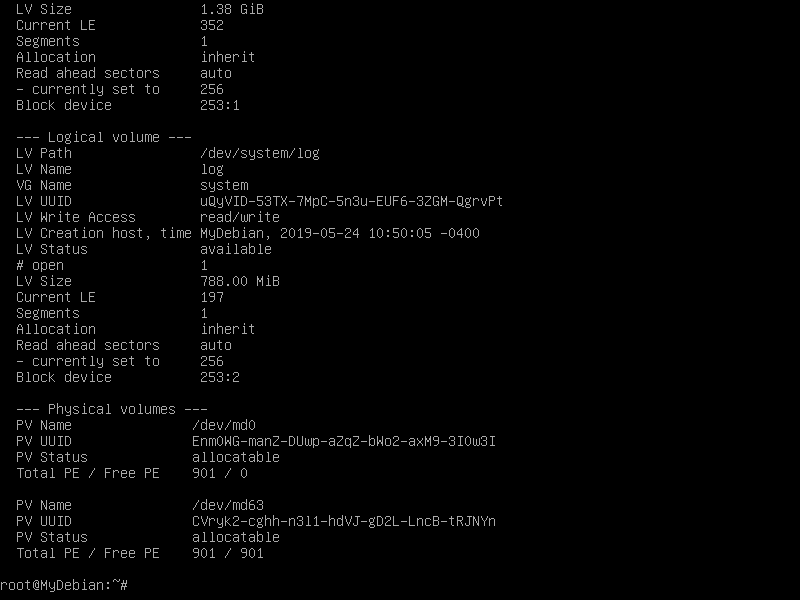 LV Size                1.38 GiB
Current LE             352
Segments               1
Allocation             inherit
Read ahead sectors     auto
- currently set to     256
Block device           253:1

--- Logical volume ---
LV Path                /dev/system/log
LV Name                log
VG Name                system
LV UUID                uQyVID-53TX-7MpC-5n3u-EUF6-3ZGM-QgrvPt
LV Write Access        read/write
LV Creation host, time MyDebian, 2019-05-24 10:50:05 -0400
LV Status              available
# open                 1
LV Size                788.00 MiB
Current LE             197
Segments               1
Allocation             inherit
Read ahead sectors     auto
- currently set to     256
Block device           253:2

--- Physical volumes ---
PV Name               /dev/md0
PV UUID               Enm0WG-manZ-DUwp-aZqZ-bWo2-axM9-3I0w3I
PV Status             allocatable
Total PE / Free PE    901 / 0

PV Name               /dev/md63
PV UUID               CVryk2-cghh-n3l1-hdVJ-gD2L-LncB-tRJNYn
PV Status             allocatable
Total PE / Free PE    901 / 901

root@MyDebian:~#